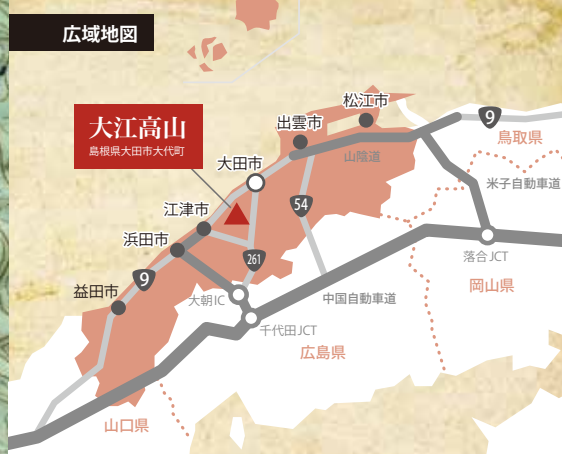 広域地図
大江高山
島根県大田市大代町
松江市
出雲市
大田市
江津市
浜田市
益田市
9
鳥取県
山陰道
米子自動車道
54
261
9
落合JCT
岡山県
大朝IC
中国自動車道
千代田JCT
広島県
山口県